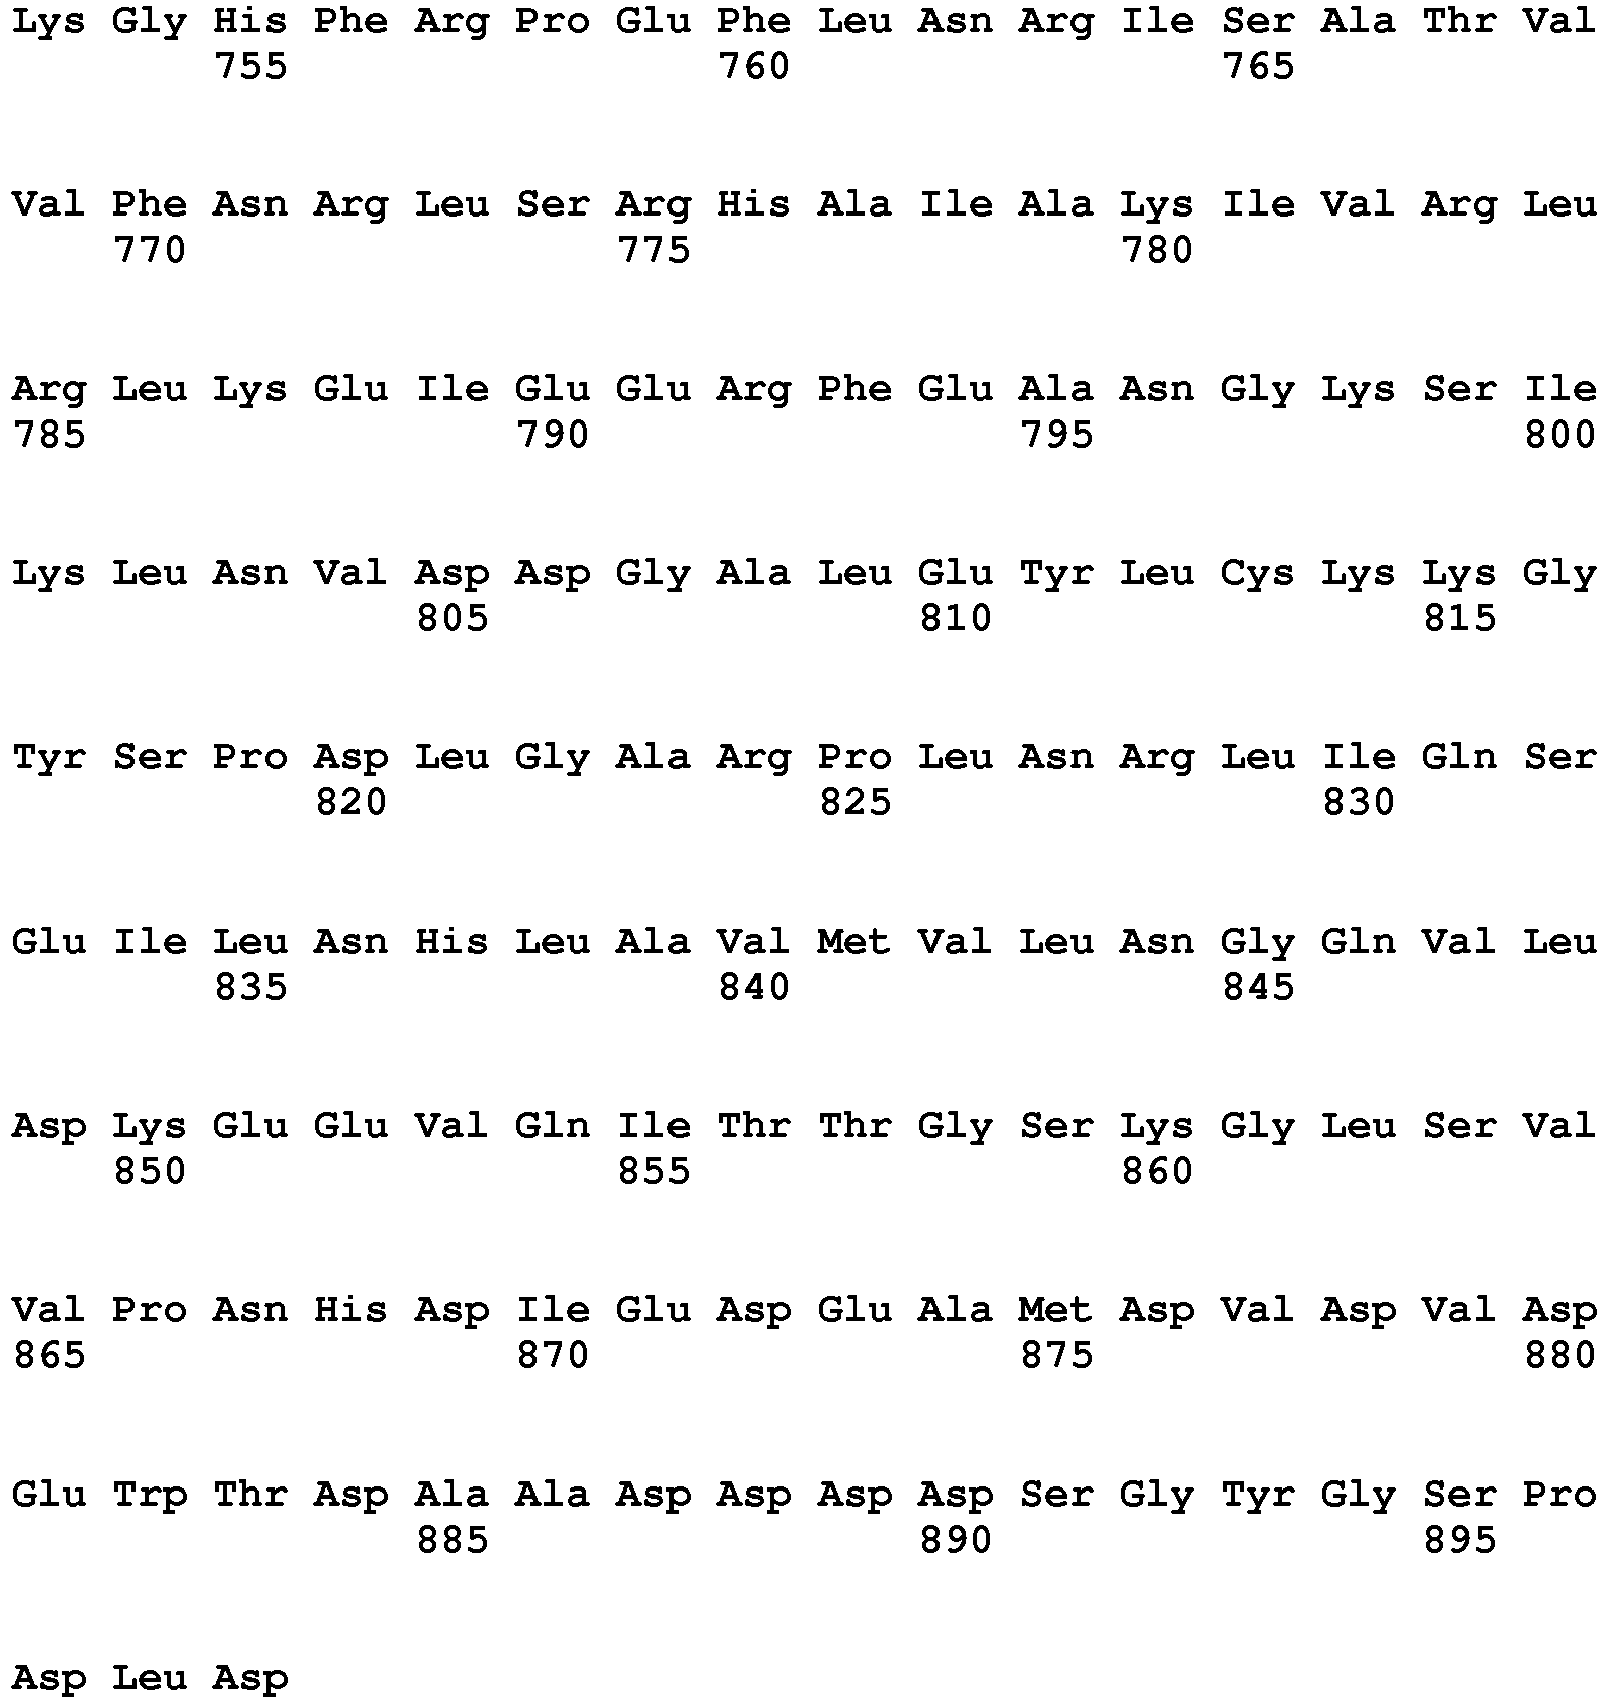 Lys Gly His Phe Arg Pro Glu Phe Leu Asn Arg Ile Ser Ala Thr Val
755 760 765
Val Phe Asn Arg Leu Ser Arg His Ala Ile Ala Lys Ile Val Arg Leu
770 775 780
Arg Leu Lys Glu Ile Glu Glu Arg Phe Glu Ala Asn Gly Lys Ser Ile
785 790 795 800
Lys Leu Asn Val Asp Asp Gly Ala Leu Glu Tyr Leu Cys Lys Lys Gly
805 810 815
Tyr Ser Pro Asp Leu Gly Ala Arg Pro Leu Asn Arg Leu Ile Gln Ser
820 825 830
Glu Ile Leu Asn His Leu Ala Val Met Val Leu Asn Gly Gln Val Leu
835 840 845
Asp Lys Glu Glu Val Gln Ile Thr Thr Gly Ser Lys Gly Leu Ser Val
850 855 860
Val Pro Asn His Asp Ile Glu Asp Glu Ala Met Asp Val Asp Val Asp
865 870 875 880
Glu Trp Thr Asp Ala Ala Asp Asp Asp Asp Ser Gly Tyr Gly Ser Pro
885 890 895
Asp Leu Asp